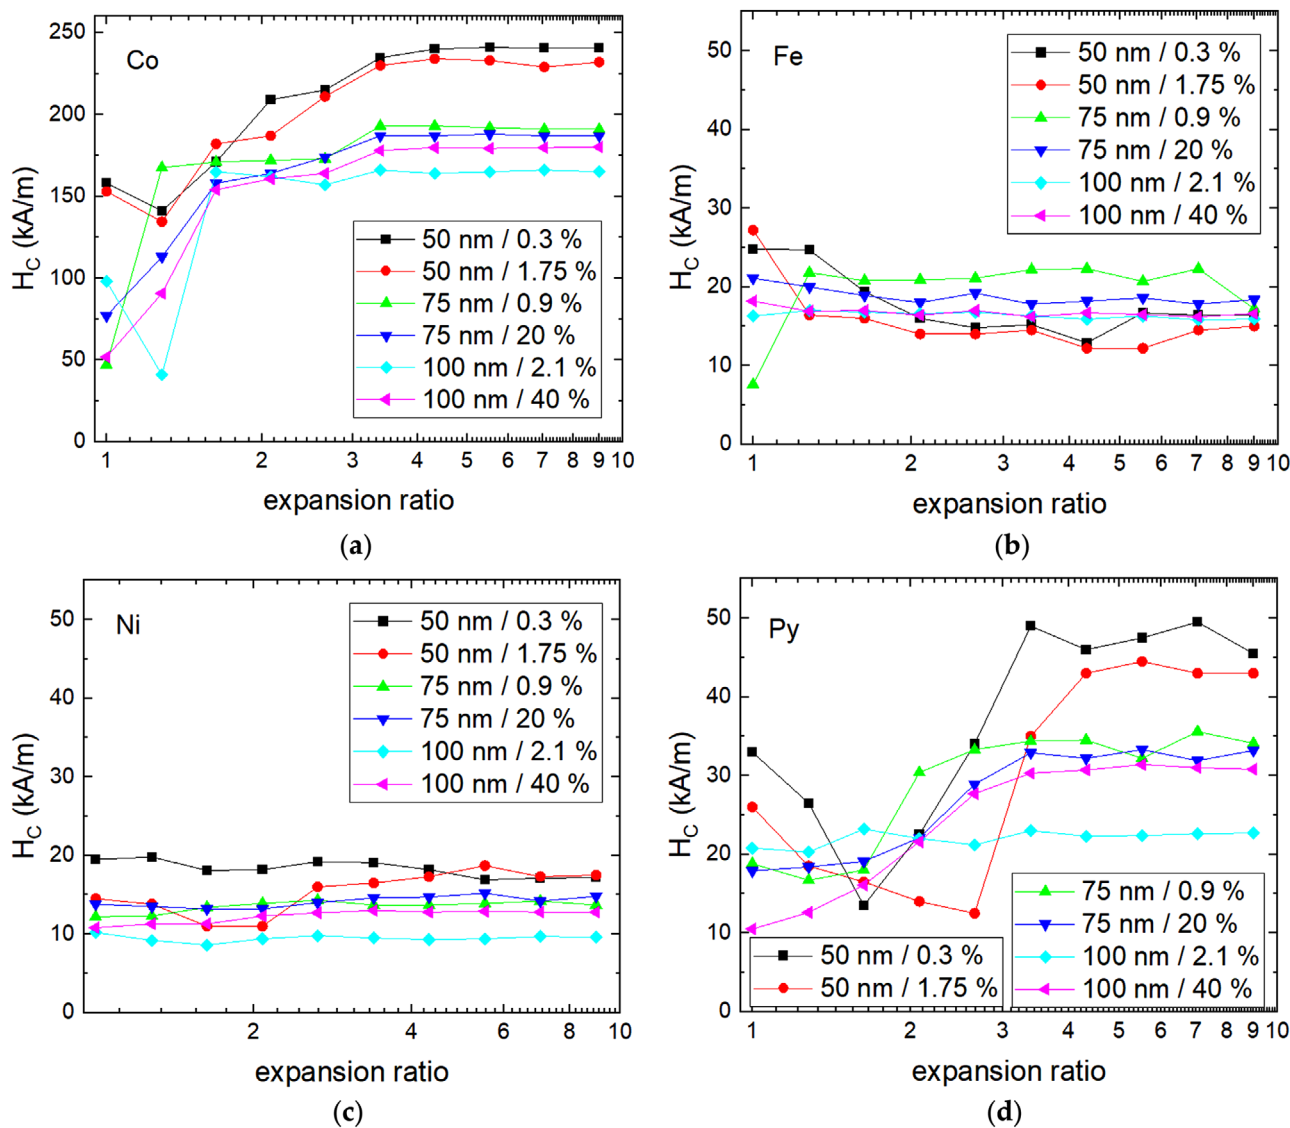 Co
50 nm / 0.3 %
50 nm / 1.75%
75 nm / 0.9%
75 nm / 20%
100 nm / 2.1 %
100 nm / 40 %
250
200
150
100
50
0
H_C (kA/m)
1 2 3 4 5 6 7 8 9 10
expansion ratio
(a)
Fe
50 nm / 0.3 %
50 nm / 1.75%
75 nm / 0.9 %
75 nm / 20 %
100 nm / 2.1 %
100 nm / 40 %
50
40
30
20
10
0
H_C (kA/m)
1 2 3 4 5 6 7 8 9 10
expansion ratio
(b)
Ni
50 nm / 0.3 %
50 nm / 1.75 %
75 nm / 0.9%
75 nm / 20 %
100 nm / 2.1 %
100 nm / 40 %
50
40
30
20
10
0
H_C (kA/m)
2 4 6 8 10
expansion ratio
(c)
Py
75 nm / 0.9 %
75 nm / 20%
100 nm / 2.1 %
100 nm / 40 %
50 nm / 0.3 %
50 nm / 1.75 %
50
40
30
20
10
0
H_C (kA/m)
1 2 3 4 5 6 7 8 9 10
expansion ratio
(d)